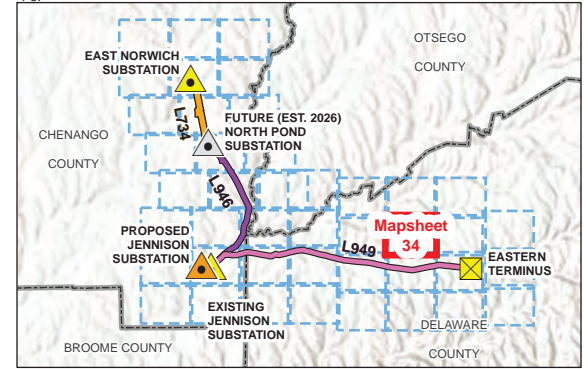 OTSEGO
COUNTY
EAST NORWICH
SUBSTATION
L734
FUTURE (EST. 2026)
NORTH POND
SUBSTATION
CHENANGO
COUNTY
L946
PROPOSED
JENNISON
SUBSTATION
Mapsheet
34
L949
EASTERN
TERMINUS
EXISTING
JENNISON
SUBSTATION
DELAWARE
COUNTY
BROOME COUNTY